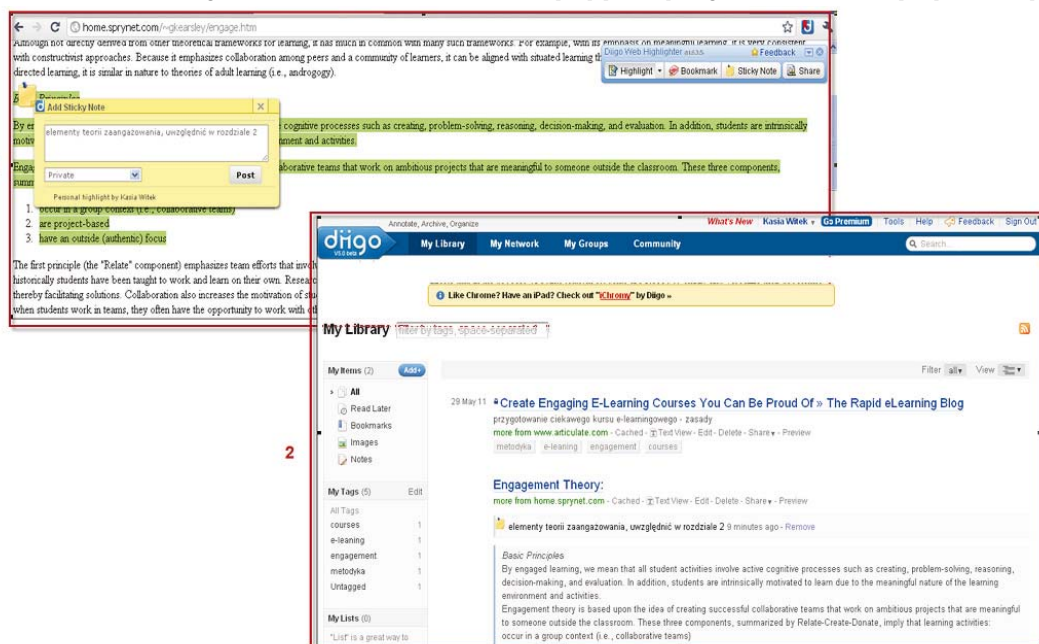 home.sprynet.com/~gkearsley/engage.htm
Although not directly derived from other theoretical frameworks for learning, it has much in common with many such frameworks. For example, with its emphasis on meaningful learning, it is very consistent
with constructivist approaches. Because it emphasizes collaboration among peers and a community of learners, it can be aligned with situated learning
directed learning, it is similar in nature to theories of adult learning (i.e., androgogy).
Diigo Web Highlighter
Feedback
Highlight
Bookmark
Sticky Note
Share
Principles
Add Sticky Note
X
elementy teorii zaangazowania, uwzględnić w rozdziale 2
Private
Post
Personal highlight by Kasia Witek
By
cognitive processes such as creating, problem-solving, reasoning, decision-making, and evaluation. In addition, students are intrinsically
motiv
nment and activities.
Engag
aborative teams that work on ambitious projects that are meaningful to someone outside the classroom. These three components,
summ
1. occur in a group context (i.e., collaborative teams)
2. are project-based
3. have an outside (authentic) focus
The first principle (the "Relate" component) emphasizes team efforts that invol
historically students have been taught to work and learn on their own. Resear
thereby facilitating solutions. Collaboration also increases the motivation of stu
when students work in teams, they often have the opportunity to work with oth
2
Annotate, Archive, Organize
What's New
Kasia Witek
Go Premium
Tools
Help
Feedback
Sign Out
diigo
V5.0 beta
My Library
My Network
My Groups
Community
Search...
Like Chrome? Have an iPad? Check out "iChromy" by Diigo »
My Library
filter by tags, space-separated
My Items (2)
Add+
Filter all
View
All
Read Later
Bookmarks
Images
Notes
29 May 11
Create Engaging E-Learning Courses You Can Be Proud Of » The Rapid eLearning Blog
przygotowanie ciekawego kursu e-learningowego - zasady
more from www.articulate.com - Cached - Text View - Edit - Delete - Share - Preview
metodyka e-leaning engagement courses
My Tags (5)
Edit
All Tags
courses 1
e-leaning 1
engagement 1
metodyka 1
Untagged 1
Engagement Theory:
more from home.sprynet.com - Cached - Text View - Edit - Delete - Share - Preview
elementy teorii zaangazowania, uwzględnić w rozdziale 2 9 minutes ago - Remove
Basic Principles
By engaged learning, we mean that all student activities involve active cognitive processes such as creating, problem-solving, reasoning,
decision-making, and evaluation. In addition, students are intrinsically motivated to learn due to the meaningful nature of the learning
environment and activities.
Engagement theory is based upon the idea of creating successful collaborative teams that work on ambitious projects that are meaningful
to someone outside the classroom. These three components, summarized by Relate-Create-Donate, imply that learning activities:
occur in a group context (i.e., collaborative teams)
My Lists (0)
"List" is a great way to